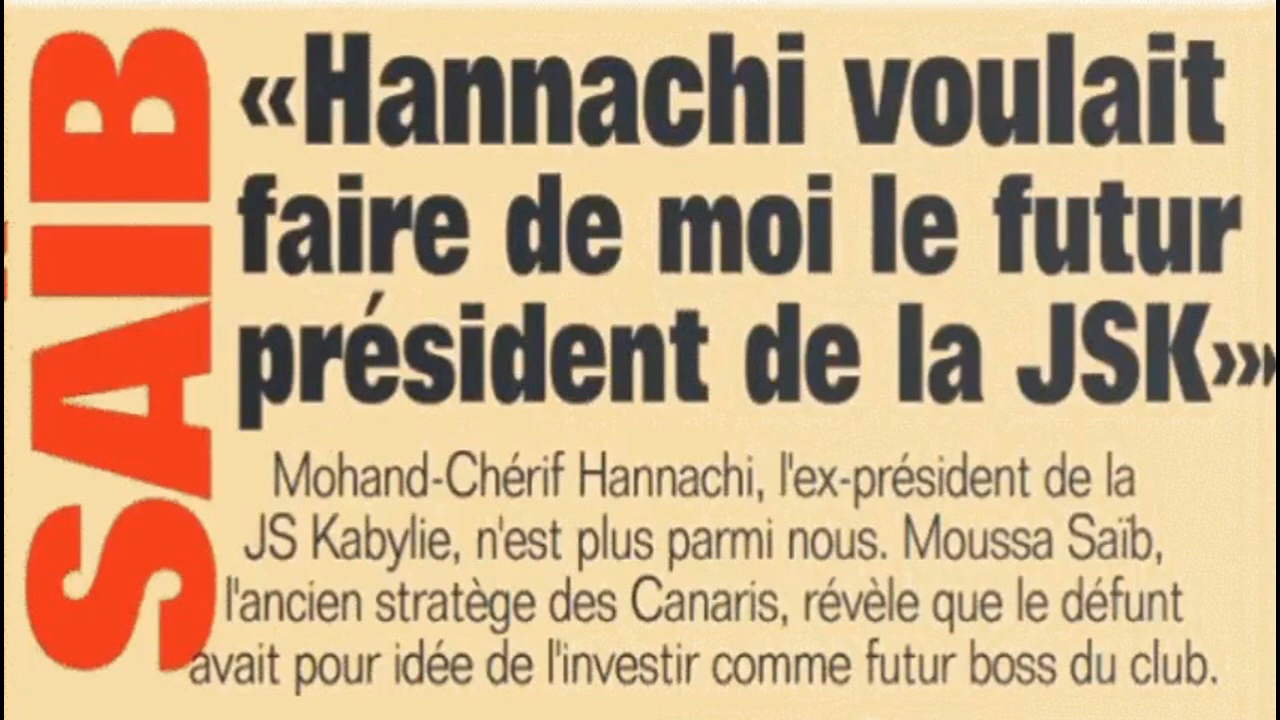 SAIB
«Hannachi voulait
faire de moi le futur
président de la JSK»
Mohand-Chérif Hannachi, l'ex-président de la
JS Kabylie, n'est plus parmi nous. Moussa Saïb,
l'ancien stratège des Canaris, révèle que le défunt
avait pour idée de l'investir comme futur boss du club.